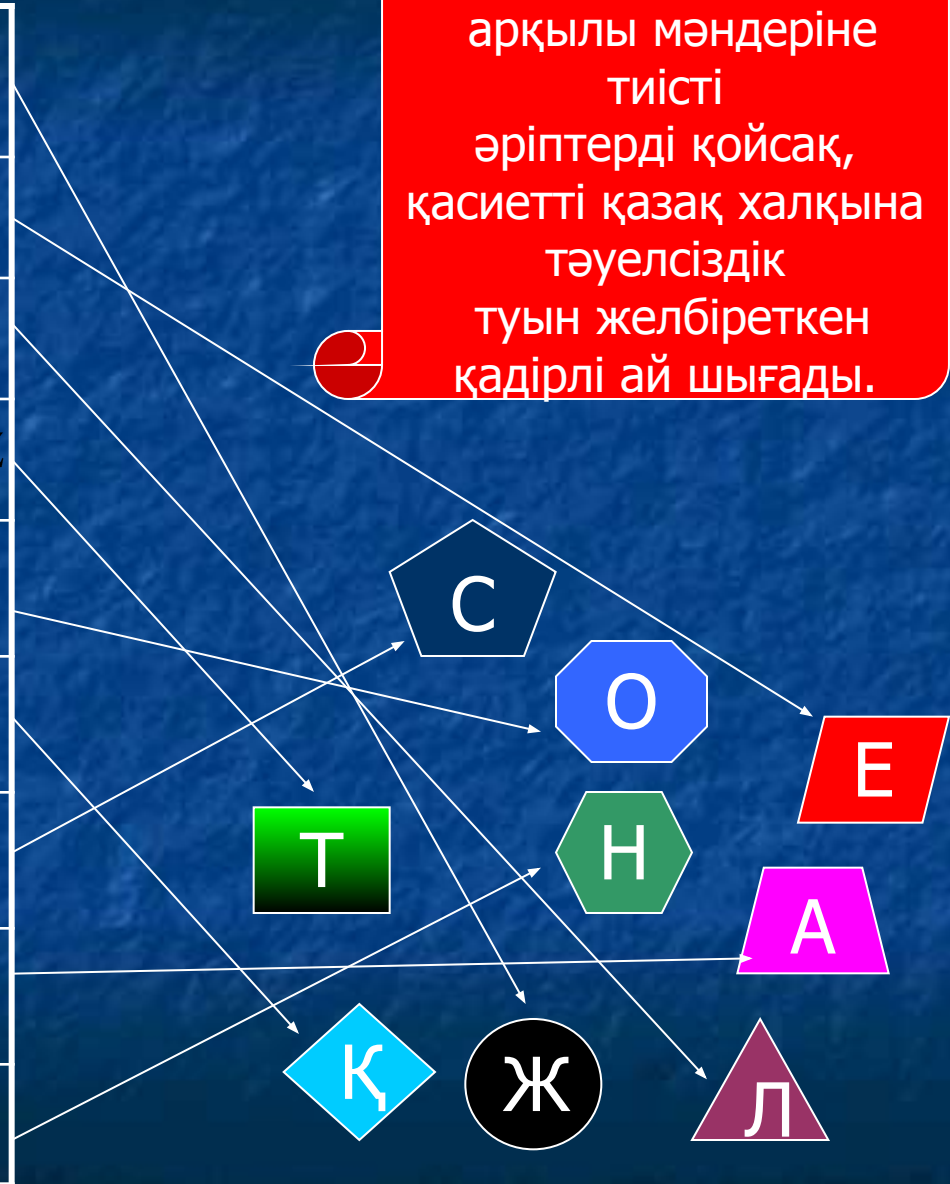 арқылы мәндеріне
тиісті
әріптерді қойсақ,
қасиетті қазақ халқына
тәуелсіздік
туын желбіреткен
қадірлі ай шығады.
С
О
Е
Т
Н
А
Қ
Ж
Л